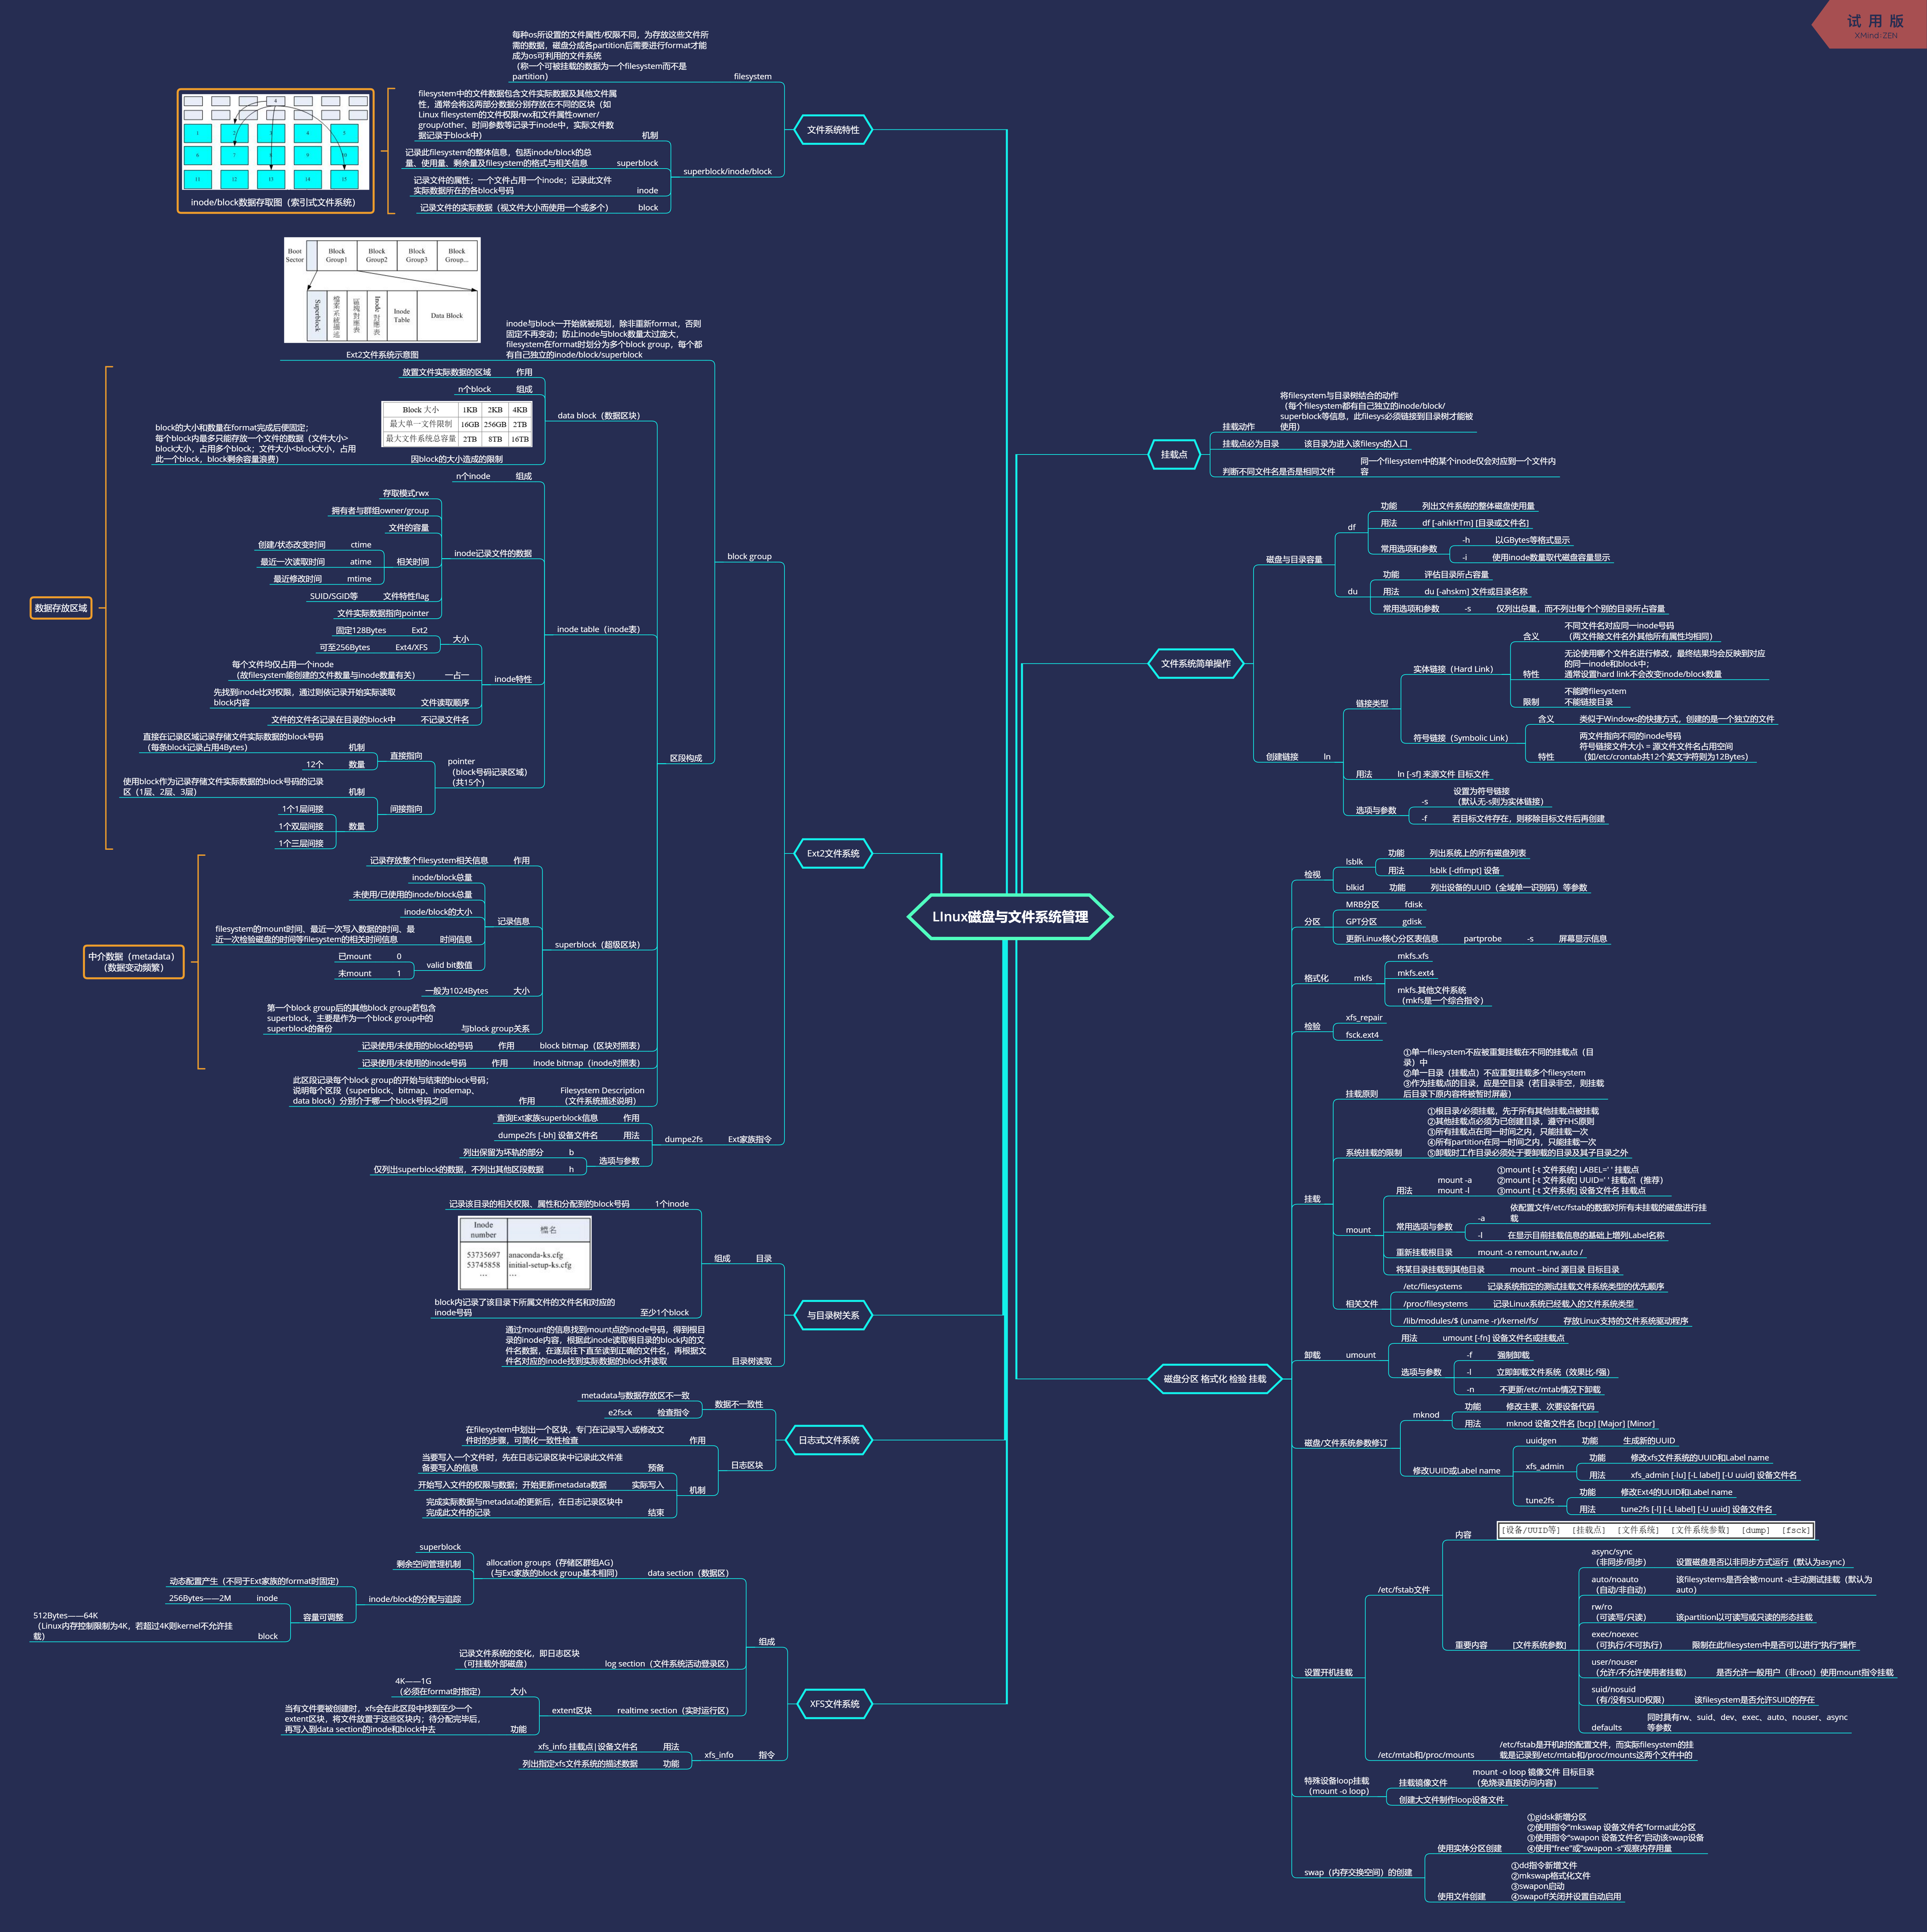 试 用 版
XMind:ZEN
LInux磁盘与文件系统管理
文件系统特性
filesystem
每种os所设置的文件属性/权限不同，为存放这些文件所
需的数据，磁盘分成各partition后需要进行format才能
成为os可利用的文件系统
（称一个可被挂载的数据为一个filesystem而不是
partition）
superblock/inode/block
机制
filesystem中的文件数据包含文件实际数据及其他文件属
性，通常会将这两部分数据分别存放在不同的区块（如
Linux filesystem的文件权限rwx和文件属性owner/
group/other、时间参数等记录于inode中，实际文件数
据记录于block中）
superblock
记录此filesystem的整体信息，包括inode/block的总
量、使用量、剩余量及filesystem的格式与相关信息
inode
记录文件的属性；一个文件占用一个inode；记录此文件
实际数据所在的各block号码
block
记录文件的实际数据（视文件大小而使用一个或多个）
4
1 2 3 4 5
6 7 8 9 10
11 12 13 14 15
inode/block数据存取图（索引式文件系统）
Ext2文件系统
block group
Boot Sector
Block Group1
Block Group2
Block Group3
Block Group...
Superblock
檔案系統描述
區塊對應表
Inode 對應表
Inode Table
Data Block
Ext2文件系统示意图
inode与block一开始就被规划，除非重新format，否则
固定不再变动；防止inode与block数量太过庞大，
filesystem在format时划分为多个block group，每个都
有自己独立的inode/block/superblock
区段构成
数据存放区域
data block（数据区块）
作用
放置文件实际数据的区域
组成
n个block
Block 大小 1KB 2KB 4KB
最大单一文件限制 16GB 256GB 2TB
最大文件系统总容量 2TB 8TB 16TB
因block的大小造成的限制
block的大小和数量在format完成后便固定；
每个block内最多只能存放一个文件的数据（文件大小>
block大小，占用多个block；文件大小<block大小，占用
此一个block，block剩余容量浪费）
inode table（inode表）
组成
n个inode
inode记录文件的数据
存取模式rwx
拥有者与群组owner/group
文件的容量
相关时间
ctime
创建/状态改变时间
atime
最近一次读取时间
mtime
最近修改时间
文件特性flag
SUID/SGID等
文件实际数据指向pointer
inode特性
大小
Ext2
固定128Bytes
Ext4/XFS
可至256Bytes
一占一
每个文件均仅占用一个inode
（故filesystem能创建的文件数量与inode数量有关）
文件读取顺序
先找到inode比对权限，通过则依记录开始实际读取
block内容
不记录文件名
文件的文件名记录在目录的block中
pointer
（block号码记录区域）
（共15个）
直接指向
机制
直接在记录区域记录存储文件实际数据的block号码
（每条block记录占用4Bytes）
数量
12个
间接指向
机制
使用block作为记录存储文件实际数据的block号码的记录
区（1层、2层、3层）
数量
1个1层间接
1个双层间接
1个三层间接
中介数据（metadata）
（数据变动频繁）
superblock（超级区块）
作用
记录存放整个filesystem相关信息
记录信息
inode/block总量
未使用/已使用的inode/block总量
inode/block的大小
时间信息
filesystem的mount时间、最近一次写入数据的时间、最
近一次检验磁盘的时间等filesystem的相关时间信息
valid bit数值
0
已mount
1
未mount
大小
一般为1024Bytes
与block group关系
第一个block group后的其他block group若包含
superblock，主要是作为一个block group中的
superblock的备份
block bitmap（区块对照表）
作用
记录使用/未使用的block的号码
inode bitmap（inode对照表）
作用
记录使用/未使用的inode号码
Filesystem Description
（文件系统描述说明）
作用
此区段记录每个block group的开始与结束的block号码；
说明每个区段（superblock、bitmap、inodemap、
data block）分别介于哪一个block号码之间
Ext家族指令
dumpe2fs
作用
查询Ext家族superblock信息
用法
dumpe2fs [-bh] 设备文件名
选项与参数
b
列出保留为坏轨的部分
h
仅列出superblock的数据，不列出其他区段数据
与目录树关系
目录
组成
1个inode
记录该目录的相关权限、属性和分配到的block号码
Inode number 檔名
53735697 anaconda-ks.cfg
53745858 initial-setup-ks.cfg
... ...
至少1个block
block内记录了该目录下所属文件的文件名和对应的
inode号码
目录树读取
通过mount的信息找到mount点的inode号码，得到根目
录的inode内容，根据此inode读取根目录的block内的文
件名数据，在逐层往下直至读到正确的文件名，再根据文
件名对应的inode找到实际数据的block并读取
日志式文件系统
数据不一致性
metadata与数据存放区不一致
检查指令
e2fsck
日志区块
作用
在filesystem中划出一个区块，专门在记录写入或修改文
件时的步骤，可简化一致性检查
机制
预备
当要写入一个文件时，先在日志记录区块中记录此文件准
备要写入的信息
实际写入
开始写入文件的权限与数据；开始更新metadata数据
结束
完成实际数据与metadata的更新后，在日志记录区块中
完成此文件的记录
XFS文件系统
组成
data section（数据区）
allocation groups（存储区群组AG）
（与Ext家族的block group基本相同）
superblock
剩余空间管理机制
inode/block的分配与追踪
动态配置产生（不同于Ext家族的format时固定）
容量可调整
inode
256Bytes——2M
block
512Bytes——64K
（Linux内存控制限制为4K，若超过4K则kernel不允许挂
载）
log section（文件系统活动登录区）
记录文件系统的变化，即日志区块
（可挂载外部磁盘）
realtime section（实时运行区）
extent区块
大小
4K——1G
（必须在format时指定）
功能
当有文件要被创建时，xfs会在此区段中找到至少一个
extent区块，将文件放置于这些区块内；待分配完毕后，
再写入到data section的inode和block中去
指令
xfs_info
用法
xfs_info 挂载点|设备文件名
功能
列出指定xfs文件系统的描述数据
挂载点
挂载动作
将filesystem与目录树结合的动作
（每个filesystem都有自己独立的inode/block/
superblock等信息，此filesys必须链接到目录树才能被
使用）
挂载点必为目录
该目录为进入该filesys的入口
判断不同文件名是否是相同文件
同一个filesystem中的某个inode仅会对应到一个文件内
容
文件系统简单操作
磁盘与目录容量
df
功能
列出文件系统的整体磁盘使用量
用法
df [-ahikHTm] [目录或文件名]
常用选项和参数
-h
以GBytes等格式显示
-i
使用inode数量取代磁盘容量显示
du
功能
评估目录所占容量
用法
du [-ahskm] 文件或目录名称
常用选项和参数
-s
仅列出总量，而不列出每个个别的目录所占容量
创建链接
ln
链接类型
实体链接（Hard Link）
含义
不同文件名对应同一inode号码
（两文件除文件名外其他所有属性均相同）
特性
无论使用哪个文件名进行修改，最终结果均会反映到对应
的同一inode和block中；
通常设置hard link不会改变inode/block数量
限制
不能跨filesystem
不能链接目录
符号链接（Symbolic Link）
含义
类似于Windows的快捷方式，创建的是一个独立的文件
特性
两文件指向不同的inode号码
符号链接文件大小 = 源文件文件名占用空间
（如/etc/crontab共12个英文字符则为12Bytes）
用法
ln [-sf] 来源文件 目标文件
选项与参数
-s
设置为符号链接
（默认无-s则为实体链接）
-f
若目标文件存在，则移除目标文件后再创建
磁盘分区 格式化 检验 挂载
检视
lsblk
功能
列出系统上的所有磁盘列表
用法
lsblk [-dfimpt] 设备
blkid
功能
列出设备的UUID（全域单一识别码）等参数
分区
MRB分区
fdisk
GPT分区
gdisk
更新Linux核心分区表信息
partprobe
-s
屏幕显示信息
格式化
mkfs
mkfs.xfs
mkfs.ext4
mkfs.其他文件系统
（mkfs是一个综合指令）
检验
xfs_repair
fsck.ext4
挂载
挂载原则
①单一filesystem不应被重复挂载在不同的挂载点（目
录）中
②单一目录（挂载点）不应重复挂载多个filesystem
③作为挂载点的目录，应是空目录（若目录非空，则挂载
后目录下原内容将被暂时屏蔽）
系统挂载的限制
①根目录/必须挂载，先于所有其他挂载点被挂载
②其他挂载点必须为已创建目录，遵守FHS原则
③所有挂载点在同一时间之内，只能挂载一次
④所有partition在同一时间之内，只能挂载一次
⑤卸载时工作目录必须处于要卸载的目录及其子目录之外
mount
用法
mount -a
mount -l
①mount [-t 文件系统] LABEL=' ' 挂载点
②mount [-t 文件系统] UUID=' ' 挂载点（推荐）
③mount [-t 文件系统] 设备文件名 挂载点
常用选项与参数
-a
依配置文件/etc/fstab的数据对所有未挂载的磁盘进行挂
载
-l
在显示目前挂载信息的基础上增列Label名称
重新挂载根目录
mount -o remount,rw,auto /
将某目录挂载到其他目录
mount --bind 源目录 目标目录
相关文件
/etc/filesystems
记录系统指定的测试挂载文件系统类型的优先顺序
/proc/filesystems
记录Linux系统已经载入的文件系统类型
/lib/modules/$ (uname -r)/kernel/fs/
存放Linux支持的文件系统驱动程序
卸载
umount
用法
umount [-fn] 设备文件名或挂载点
选项与参数
-f
强制卸载
-l
立即卸载文件系统（效果比-f强）
-n
不更新/etc/mtab情况下卸载
磁盘/文件系统参数修订
mknod
功能
修改主要、次要设备代码
用法
mknod 设备文件名 [bcp] [Major] [Minor]
修改UUID或Label name
uuidgen
功能
生成新的UUID
xfs_admin
功能
修改xfs文件系统的UUID和Label name
用法
xfs_admin [-lu] [-L label] [-U uuid] 设备文件名
tune2fs
功能
修改Ext4的UUID和Label name
用法
tune2fs [-l] [-L label] [-U uuid] 设备文件名
设置开机挂载
/etc/fstab文件
内容
[设备/UUID等] [挂载点] [文件系统] [文件系统参数] [dump] [fsck]
重要内容
[文件系统参数]
async/sync
（非同步/同步）
设置磁盘是否以非同步方式运行（默认为async）
auto/noauto
（自动/非自动）
该filesystems是否会被mount -a主动测试挂载（默认为
auto）
rw/ro
（可读写/只读）
该partition以可读写或只读的形态挂载
exec/noexec
（可执行/不可执行）
限制在此filesystem中是否可以进行“执行”操作
user/nouser
（允许/不允许使用者挂载）
是否允许一般用户（非root）使用mount指令挂载
suid/nosuid
（有/没有SUID权限）
该filesystem是否允许SUID的存在
defaults
同时具有rw、suid、dev、exec、auto、nouser、async
等参数
/etc/mtab和/proc/mounts
/etc/fstab是开机时的配置文件，而实际filesystem的挂
载是记录到/etc/mtab和/proc/mounts这两个文件中的
特殊设备loop挂载
（mount -o loop）
挂载镜像文件
mount -o loop 镜像文件 目标目录
（免烧录直接访问内容）
创建大文件制作loop设备文件
swap（内存交换空间）的创建
使用实体分区创建
①gidsk新增分区
②使用指令“mkswap 设备文件名”format此分区
③使用指令“swapon 设备文件名”启动该swap设备
④使用“free”或“swapon -s”观察内存用量
使用文件创建
①dd指令新增文件
②mkswap格式化文件
③swapon启动
④swapoff关闭并设置自动启用